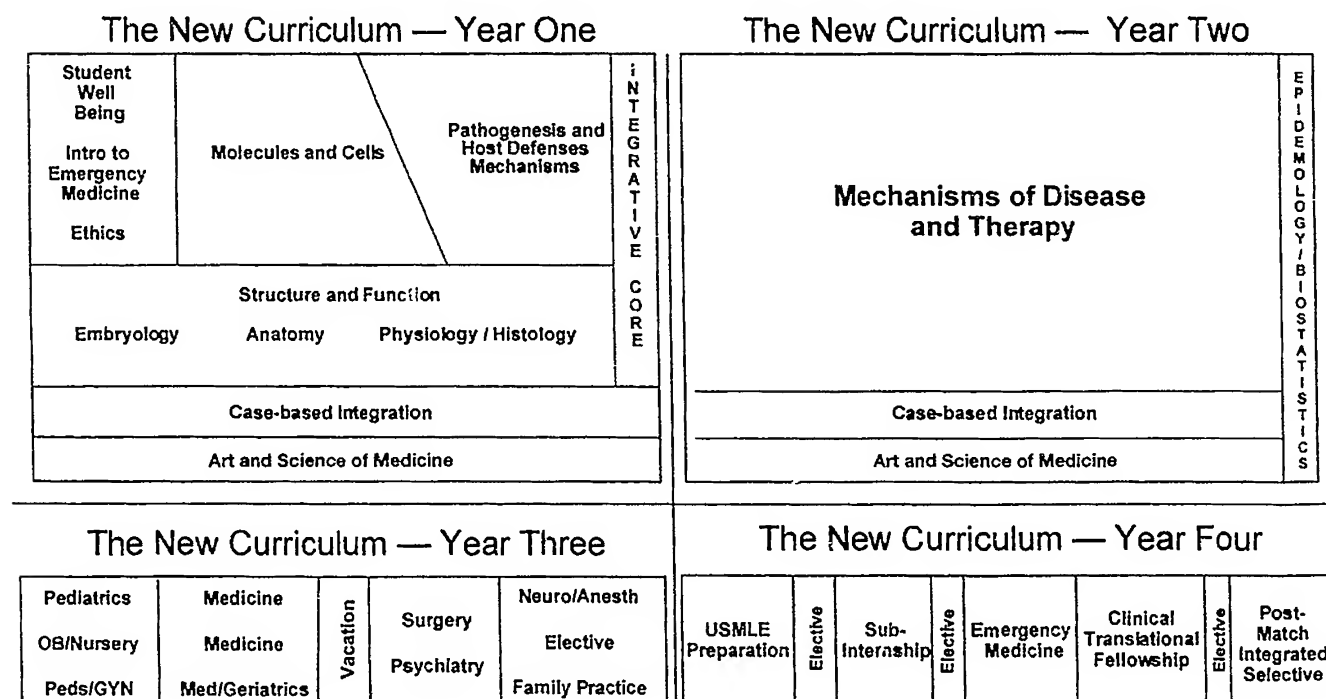 The New Curriculum — Year One
Student
Well
Being
Intro to
Emergency
Medicine
Ethics
Molecules and Cells
Pathogenesis and
Host Defenses
Mechanisms
INTEGRATIVE CORE
Structure and Function
Embryology Anatomy Physiology / Histology
Case-based Integration
Art and Science of Medicine
The New Curriculum — Year Two
Mechanisms of Disease
and Therapy
EPIDEMOLOGY/BIOSTATISTICS
Case-based Integration
Art and Science of Medicine
The New Curriculum — Year Three
Pediatrics
OB/Nursery
Peds/GYN
Medicine
Medicine
Med/Geriatrics
Vacation
Surgery
Psychiatry
Neuro/Anesth
Elective
Family Practice
The New Curriculum — Year Four
USMLE
Preparation
Elective
Sub-
Internship
Elective
Emergency
Medicine
Clinical
Translational
Fellowship
Elective
Post-
Match
Integrated
Selective